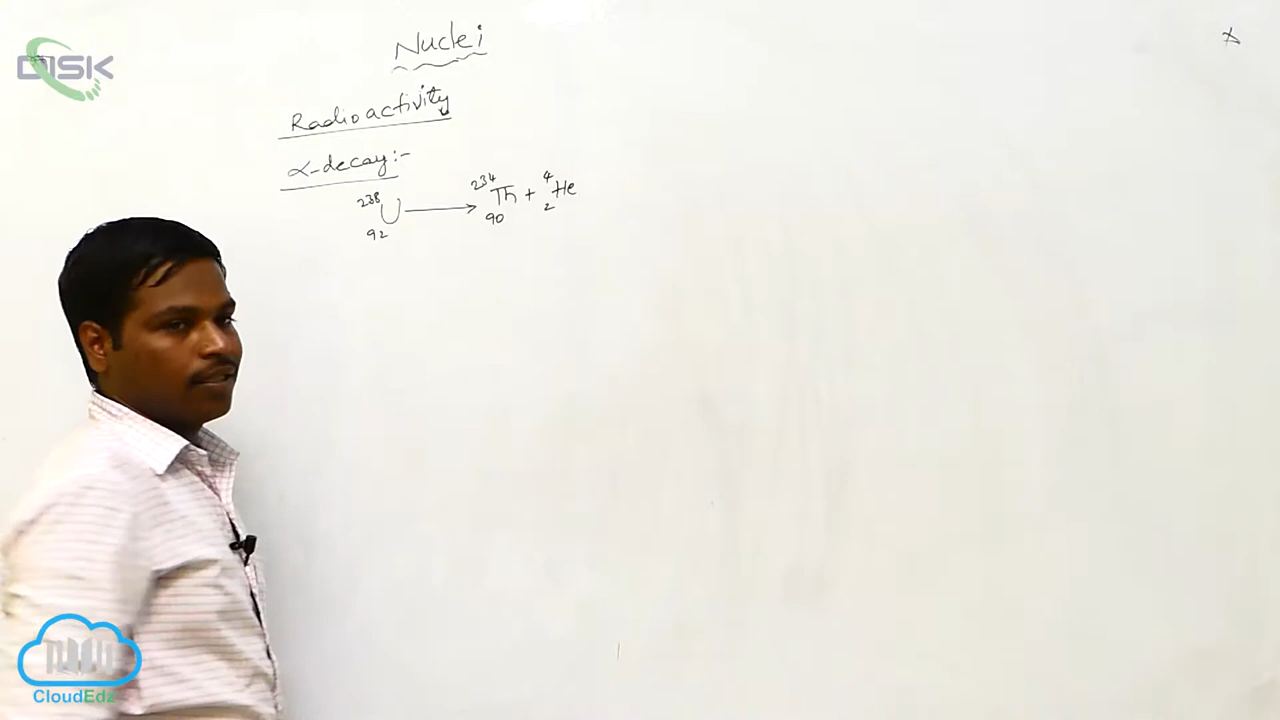 DISK
Nuclei
Radioactivity
α-decay:-
²³⁸₉₂U ⟶ ²³⁴₉₀Th + ⁴₂He
CloudEdz